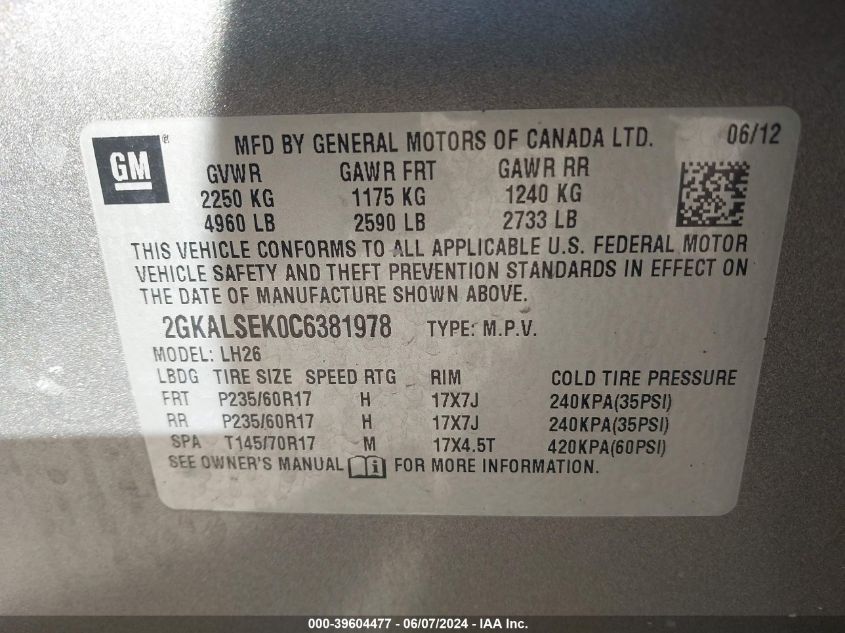 GM ® MFD BY GENERAL MOTORS OF CANADA LTD. 06/12
GVWR GAWR FRT GAWR RR
2250 KG 1175 KG 1240 KG
4960 LB 2590 LB 2733 LB
THIS VEHICLE CONFORMS TO ALL APPLICABLE U.S. FEDERAL MOTOR
VEHICLE SAFETY AND THEFT PREVENTION STANDARDS IN EFFECT ON
THE DATE OF MANUFACTURE SHOWN ABOVE.
2GKALSEK0C6381978 TYPE: M.P.V.
MODEL: LH26
LBDG TIRE SIZE SPEED RTG RIM COLD TIRE PRESSURE
FRT P235/60R17 H 17X7J 240KPA(35PSI)
RR P235/60R17 H 17X7J 240KPA(35PSI)
SPA T145/70R17 M 17X4.5T 420KPA(60PSI)
SEE OWNER'S MANUAL FOR MORE INFORMATION.
000-39604477 - 06/07/2024 - IAA Inc.